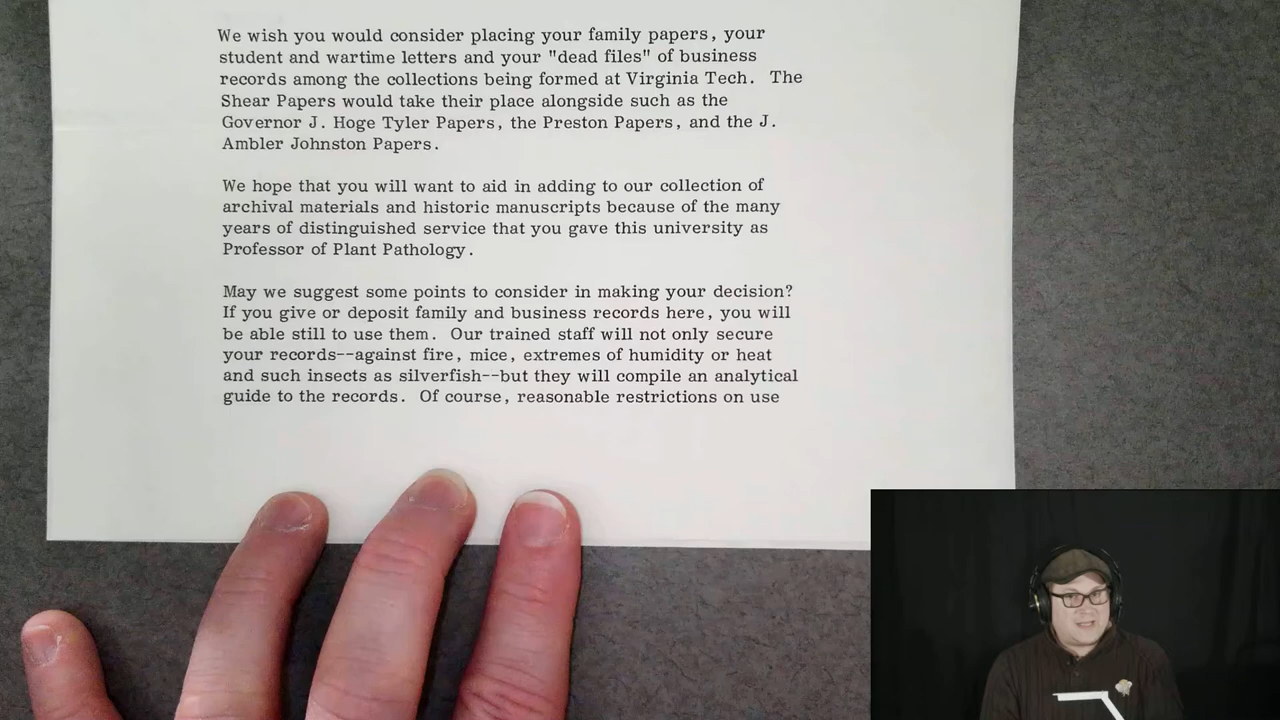 We wish you would consider placing your family papers, your
student and wartime letters and your "dead files" of business
records among the collections being formed at Virginia Tech.  The
Shear Papers would take their place alongside such as the
Governor J. Hoge Tyler Papers, the Preston Papers, and the J.
Ambler Johnston Papers.
We hope that you will want to aid in adding to our collection of
archival materials and historic manuscripts because of the many
years of distinguished service that you gave this university as
Professor of Plant Pathology.
May we suggest some points to consider in making your decision?
If you give or deposit family and business records here, you will
be able still to use them.  Our trained staff will not only secure
your records--against fire, mice, extremes of humidity or heat
and such insects as silverfish--but they will compile an analytical
guide to the records.  Of course, reasonable restrictions on use